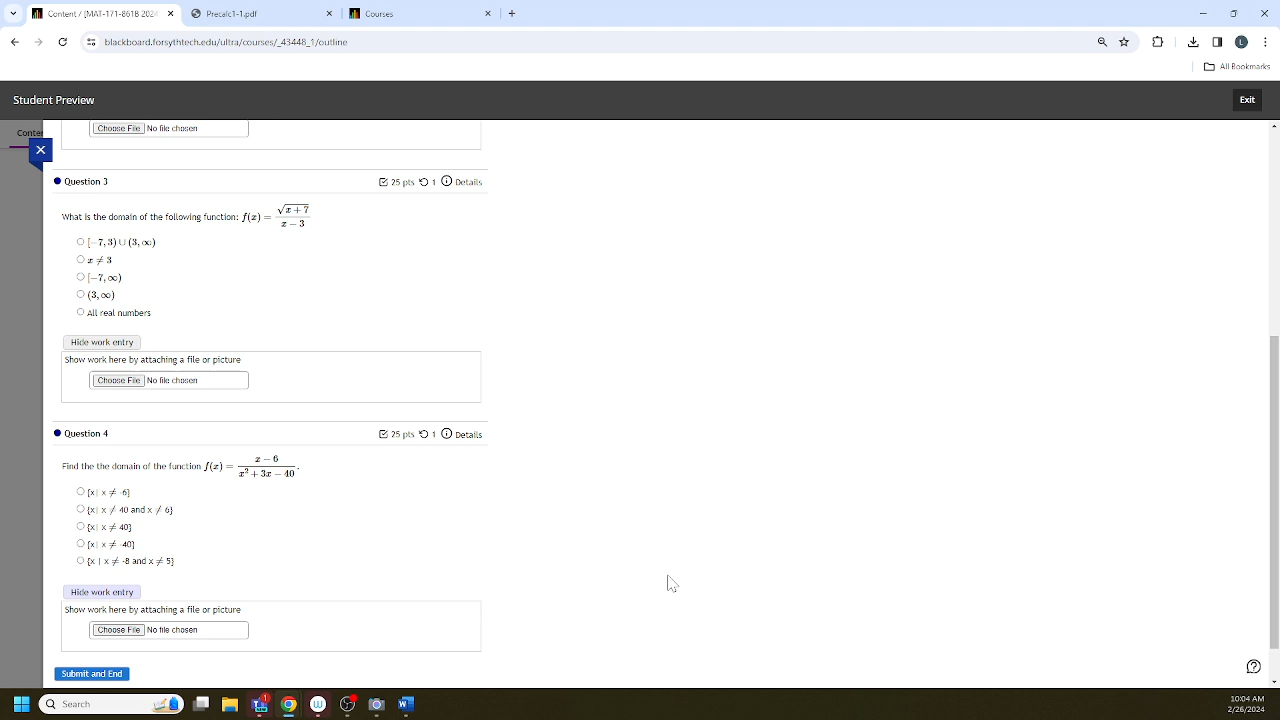 Content / [MAT-171-861B 202
Precalc1-1.pdf
Courses
blackboard.forsythtech.edu/ultra/courses/_43448_1/outline
All Bookmarks
Student Preview
Exit
Conter
Choose File No file chosen
Question 3
25 pts 1 Details
What is the domain of the following function: f(x) = √(x + 7) / (x − 3)
[−7, 3) ∪ (3, ∞)
x ≠ 3
[−7, ∞)
(3, ∞)
All real numbers
Hide work entry
Show work here by attaching a file or picture
Choose File No file chosen
Question 4
25 pts 1 Details
Find the the domain of the function f(x) = (x − 6) / (x² + 3x − 40).
{x| x ≠ -6}
{x| x ≠ 40 and x ≠ 6}
{x| x ≠ 40}
{x| x ≠ -40}
{x | x ≠ -8 and x ≠ 5}
Hide work entry
Show work here by attaching a file or picture
Choose File No file chosen
Submit and End
Search
10:04 AM
2/26/2024